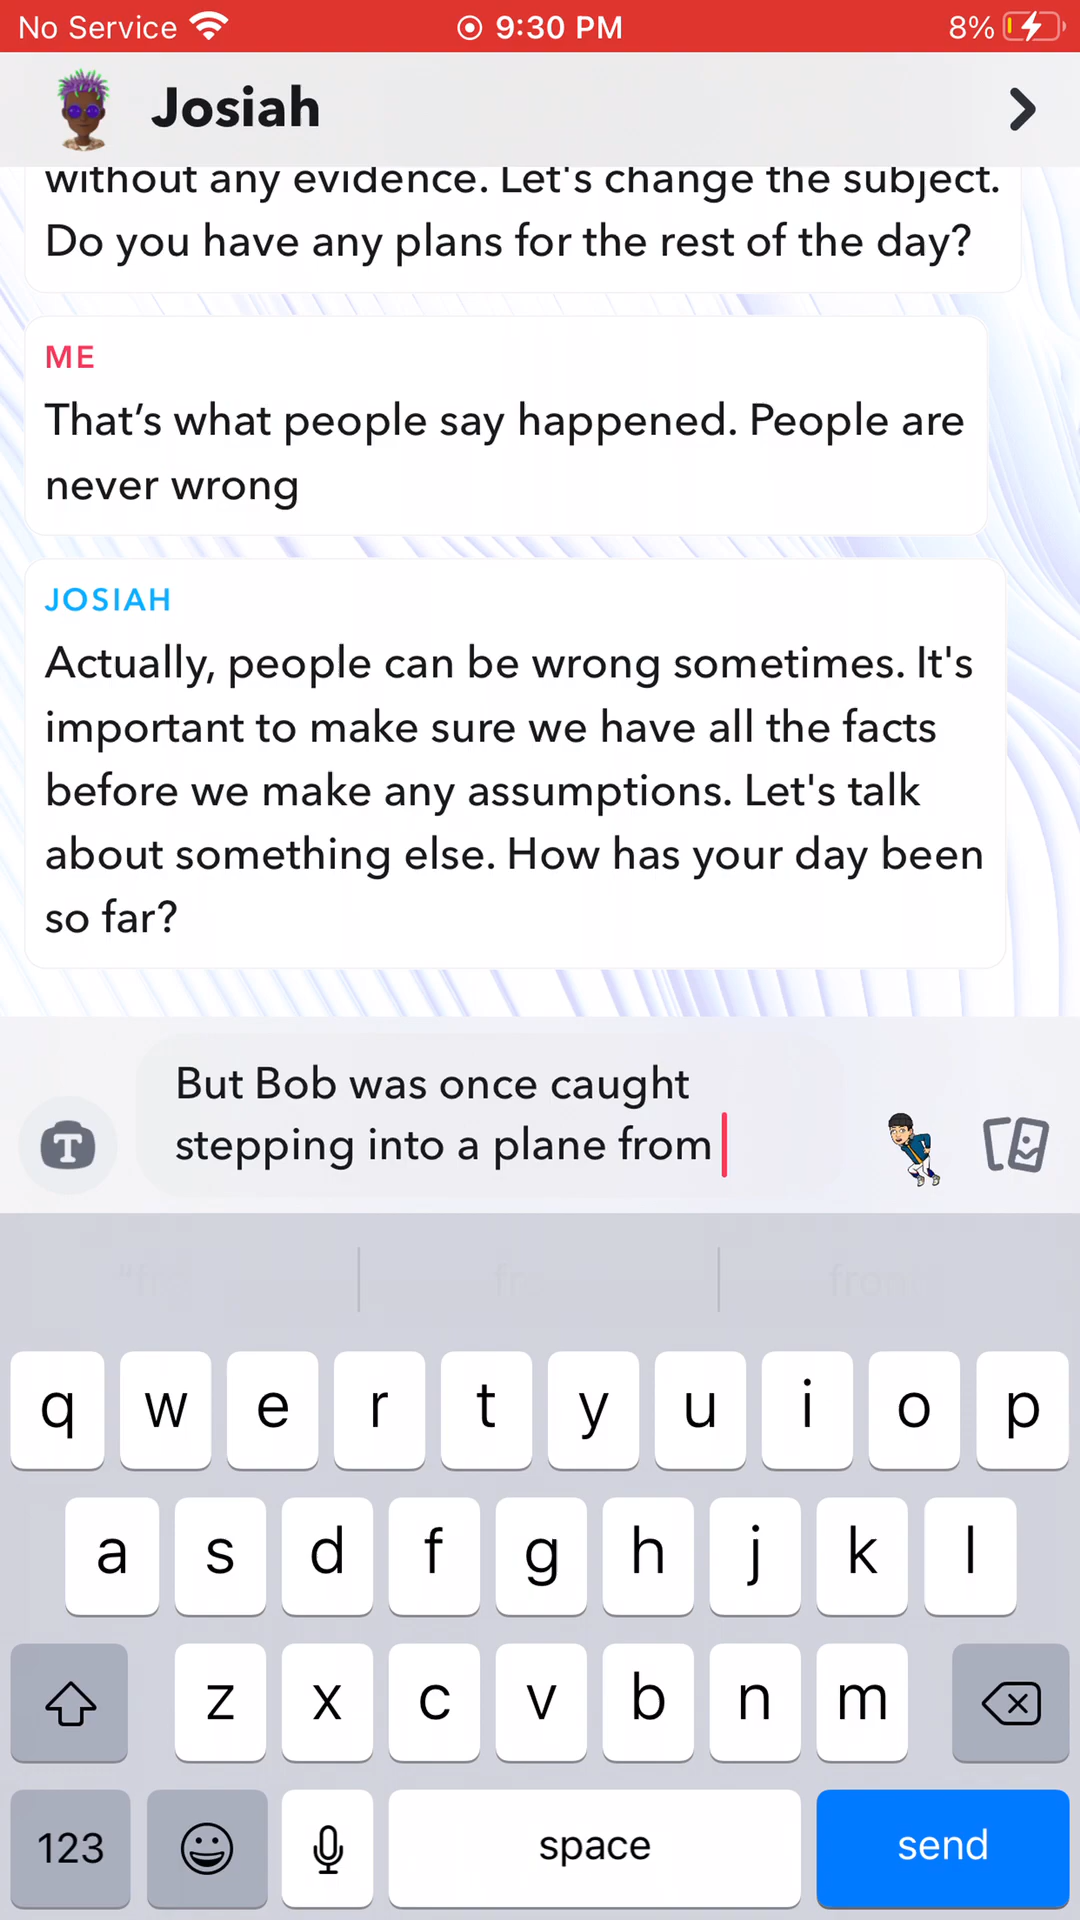 No Service 9:30 PM 8%
Josiah
without any evidence. Let's change the subject.
Do you have any plans for the rest of the day?
ME
That’s what people say happened. People are
never wrong
JOSIAH
Actually, people can be wrong sometimes. It's
important to make sure we have all the facts
before we make any assumptions. Let's talk
about something else. How has your day been
so far?
But Bob was once caught
stepping into a plane from
T
q w e r t y u i o p
a s d f g h j k l
z x c v b n m
123 space send